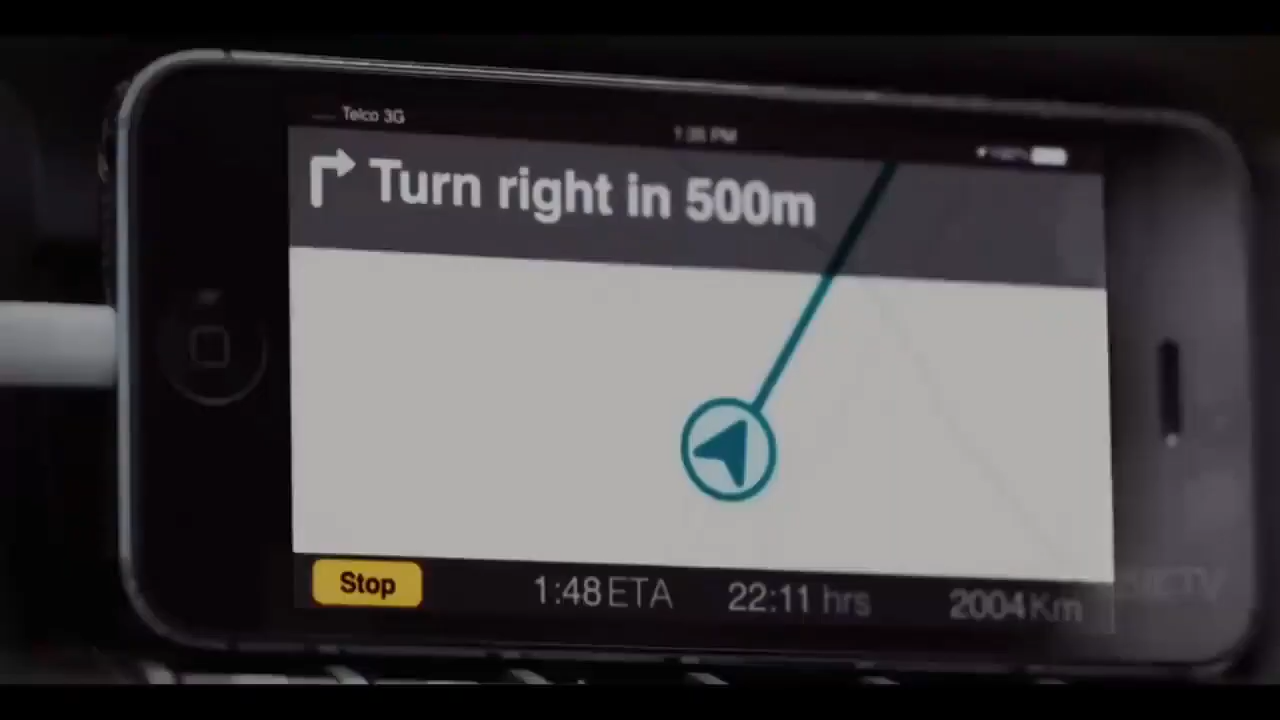 Telco 3G
Turn right in 500m
Stop
1:48 ETA
22:11 hrs
2004 Km